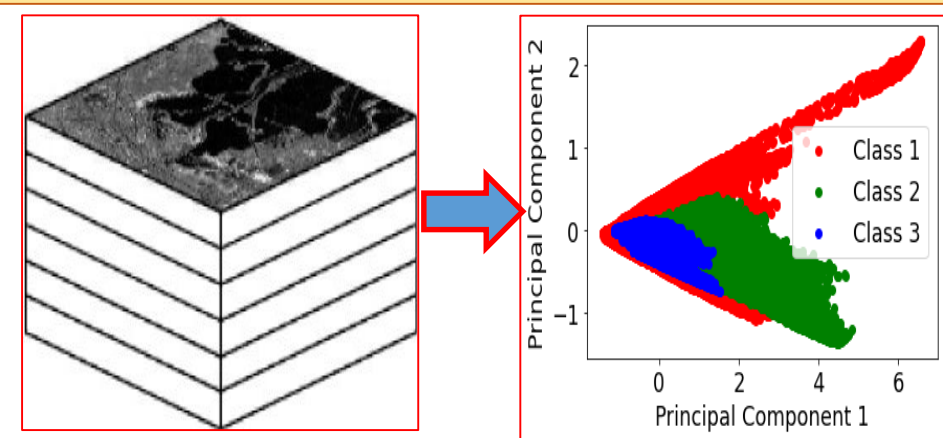 Principal Component 2
2
1
0
−1
Class 1
Class 2
Class 3
0 2 4 6
Principal Component 1